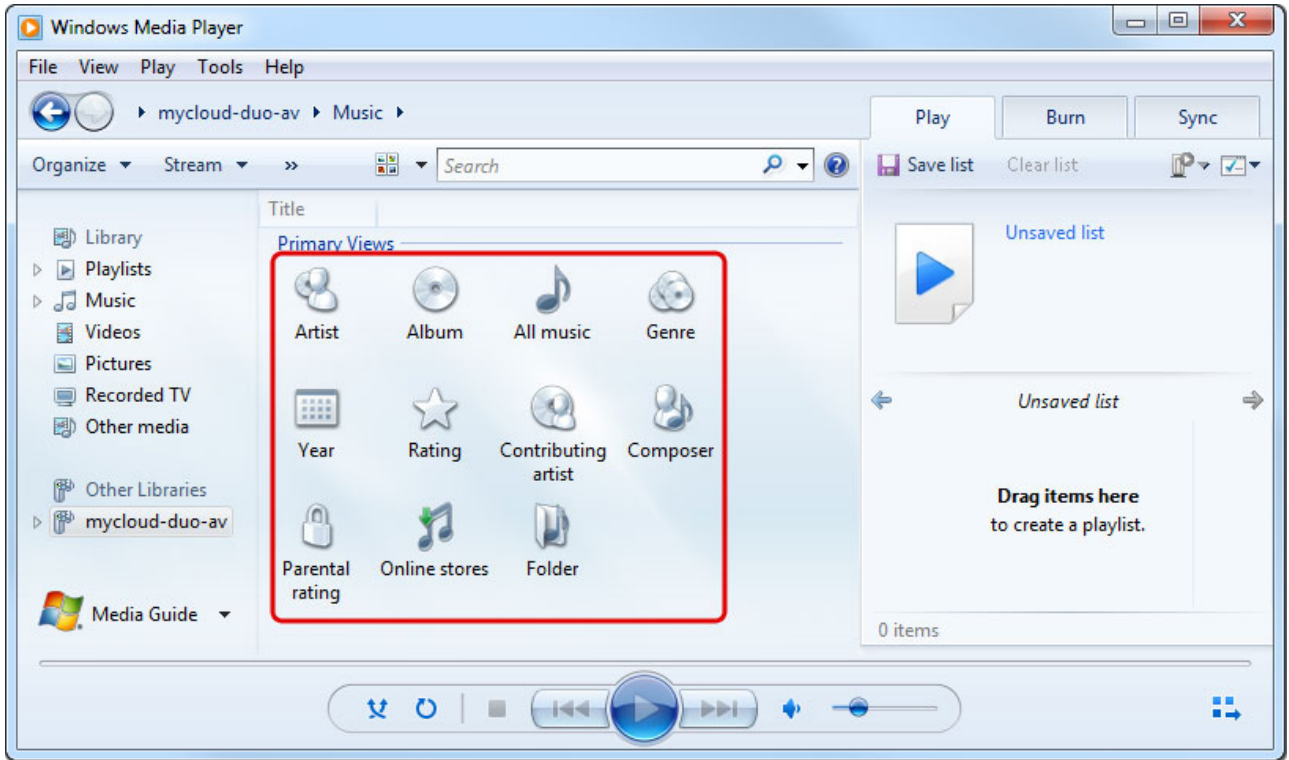 Windows Media Player
File View Play Tools Help
mycloud-duo-av Music
Play Burn Sync
Organize Stream » Search
Save list Clear list
Title
Primary Views
Library
Playlists
Music
Videos
Pictures
Recorded TV
Other media
Other Libraries
mycloud-duo-av
Media Guide
Artist Album All music Genre
Year Rating Contributing artist Composer
Parental rating Online stores Folder
Unsaved list
Unsaved list
Drag items here
to create a playlist.
0 items